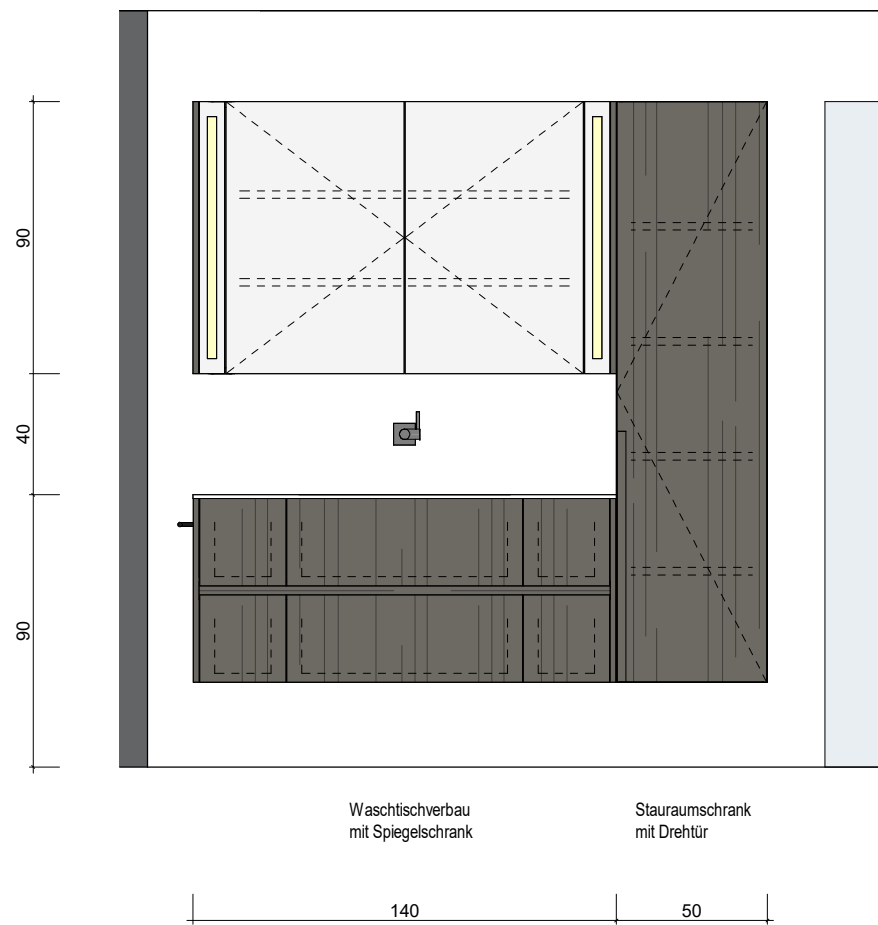 90
40
90
Waschtischverbau
mit Spiegelschrank
Stauraumschrank
mit Drehtür
140
50